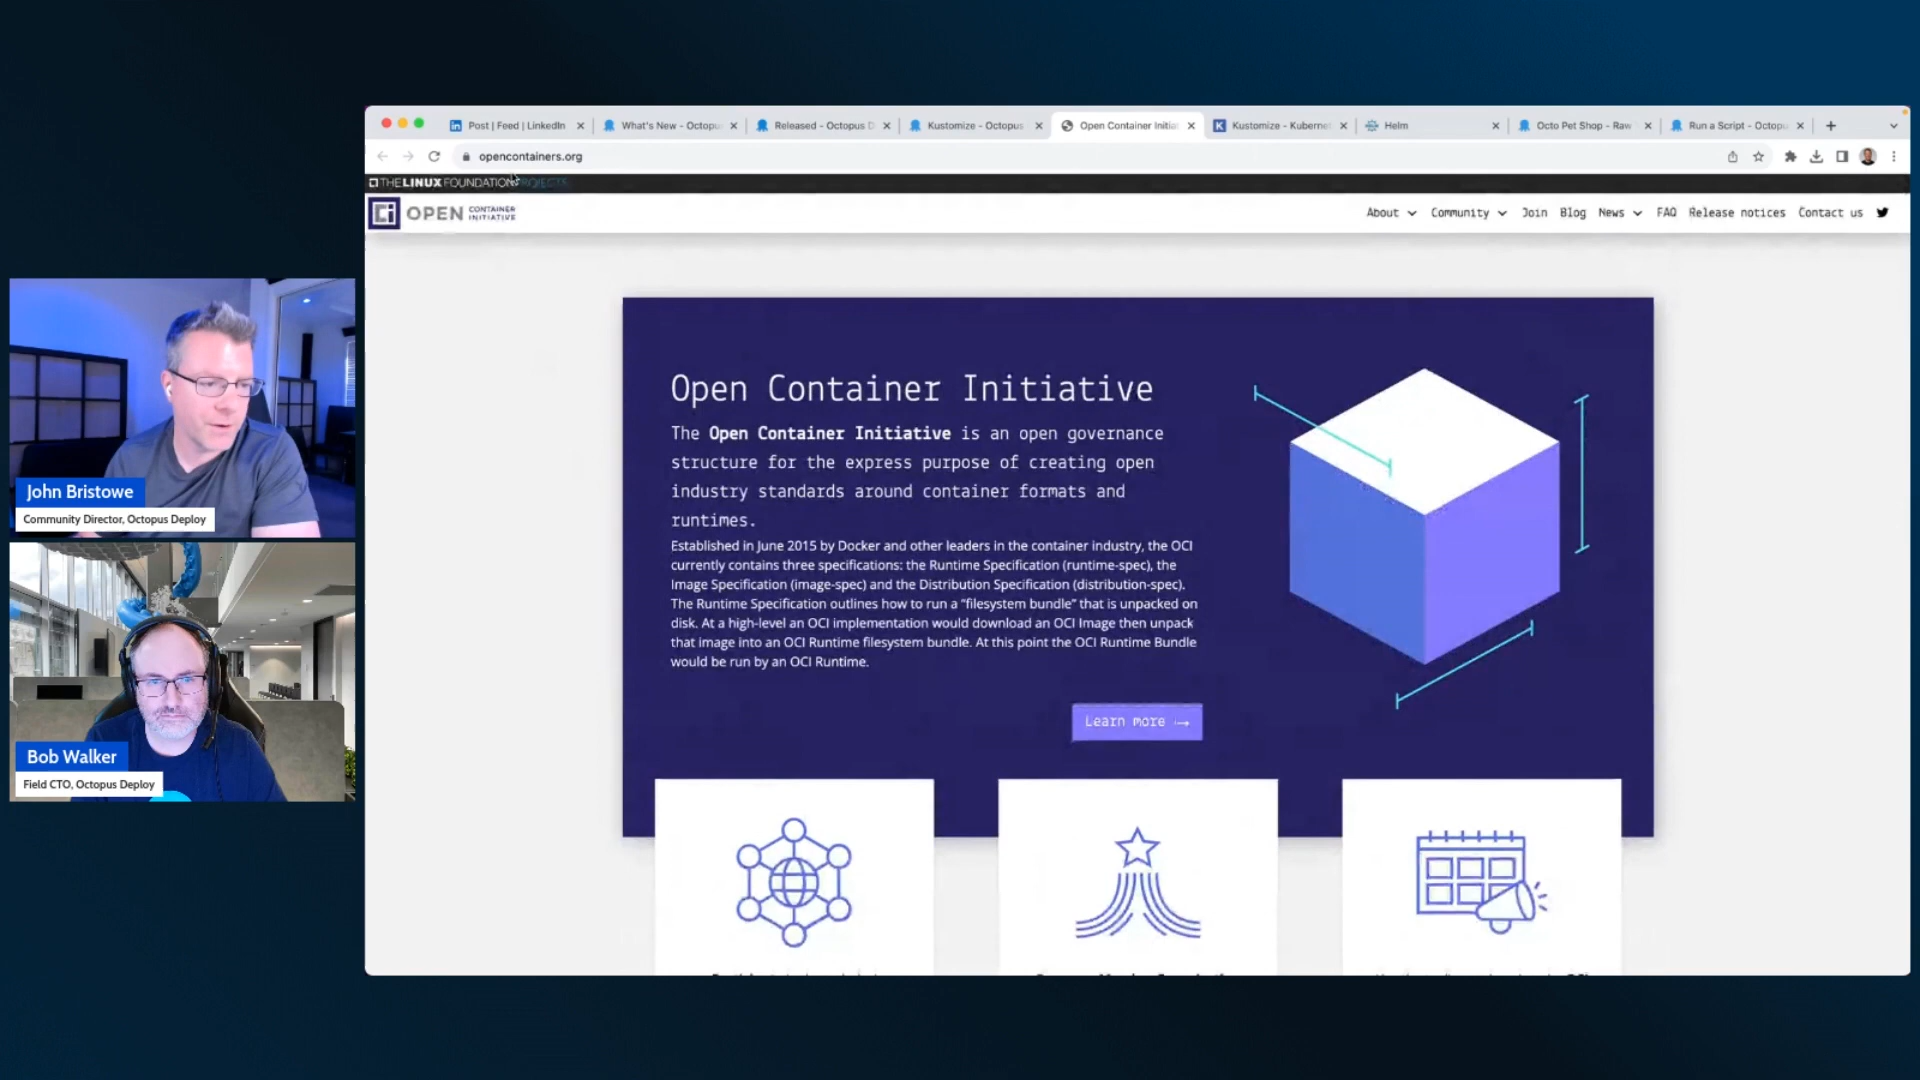 Post | Feed | LinkedIn
What's New - Octopu
Released - Octopus D
Kustomize - Octopus
Open Container Initiat
Kustomize - Kubernet
Helm
Octo Pet Shop - Raw
Run a Script - Octopu
opencontainers.org
THE LINUX FOUNDATION PROJECTS
OPEN CONTAINER INITIATIVE
About
Community
Join
Blog
News
FAQ
Release notices
Contact us
Open Container Initiative
The Open Container Initiative is an open governance
structure for the express purpose of creating open
industry standards around container formats and
runtimes.
Established in June 2015 by Docker and other leaders in the container industry, the OCI
currently contains three specifications: the Runtime Specification (runtime-spec), the
Image Specification (image-spec) and the Distribution Specification (distribution-spec).
The Runtime Specification outlines how to run a “filesystem bundle” that is unpacked on
disk. At a high-level an OCI implementation would download an OCI Image then unpack
that image into an OCI Runtime filesystem bundle. At this point the OCI Runtime Bundle
would be run by an OCI Runtime.
Learn more →
John Bristowe
Community Director, Octopus Deploy
Bob Walker
Field CTO, Octopus Deploy